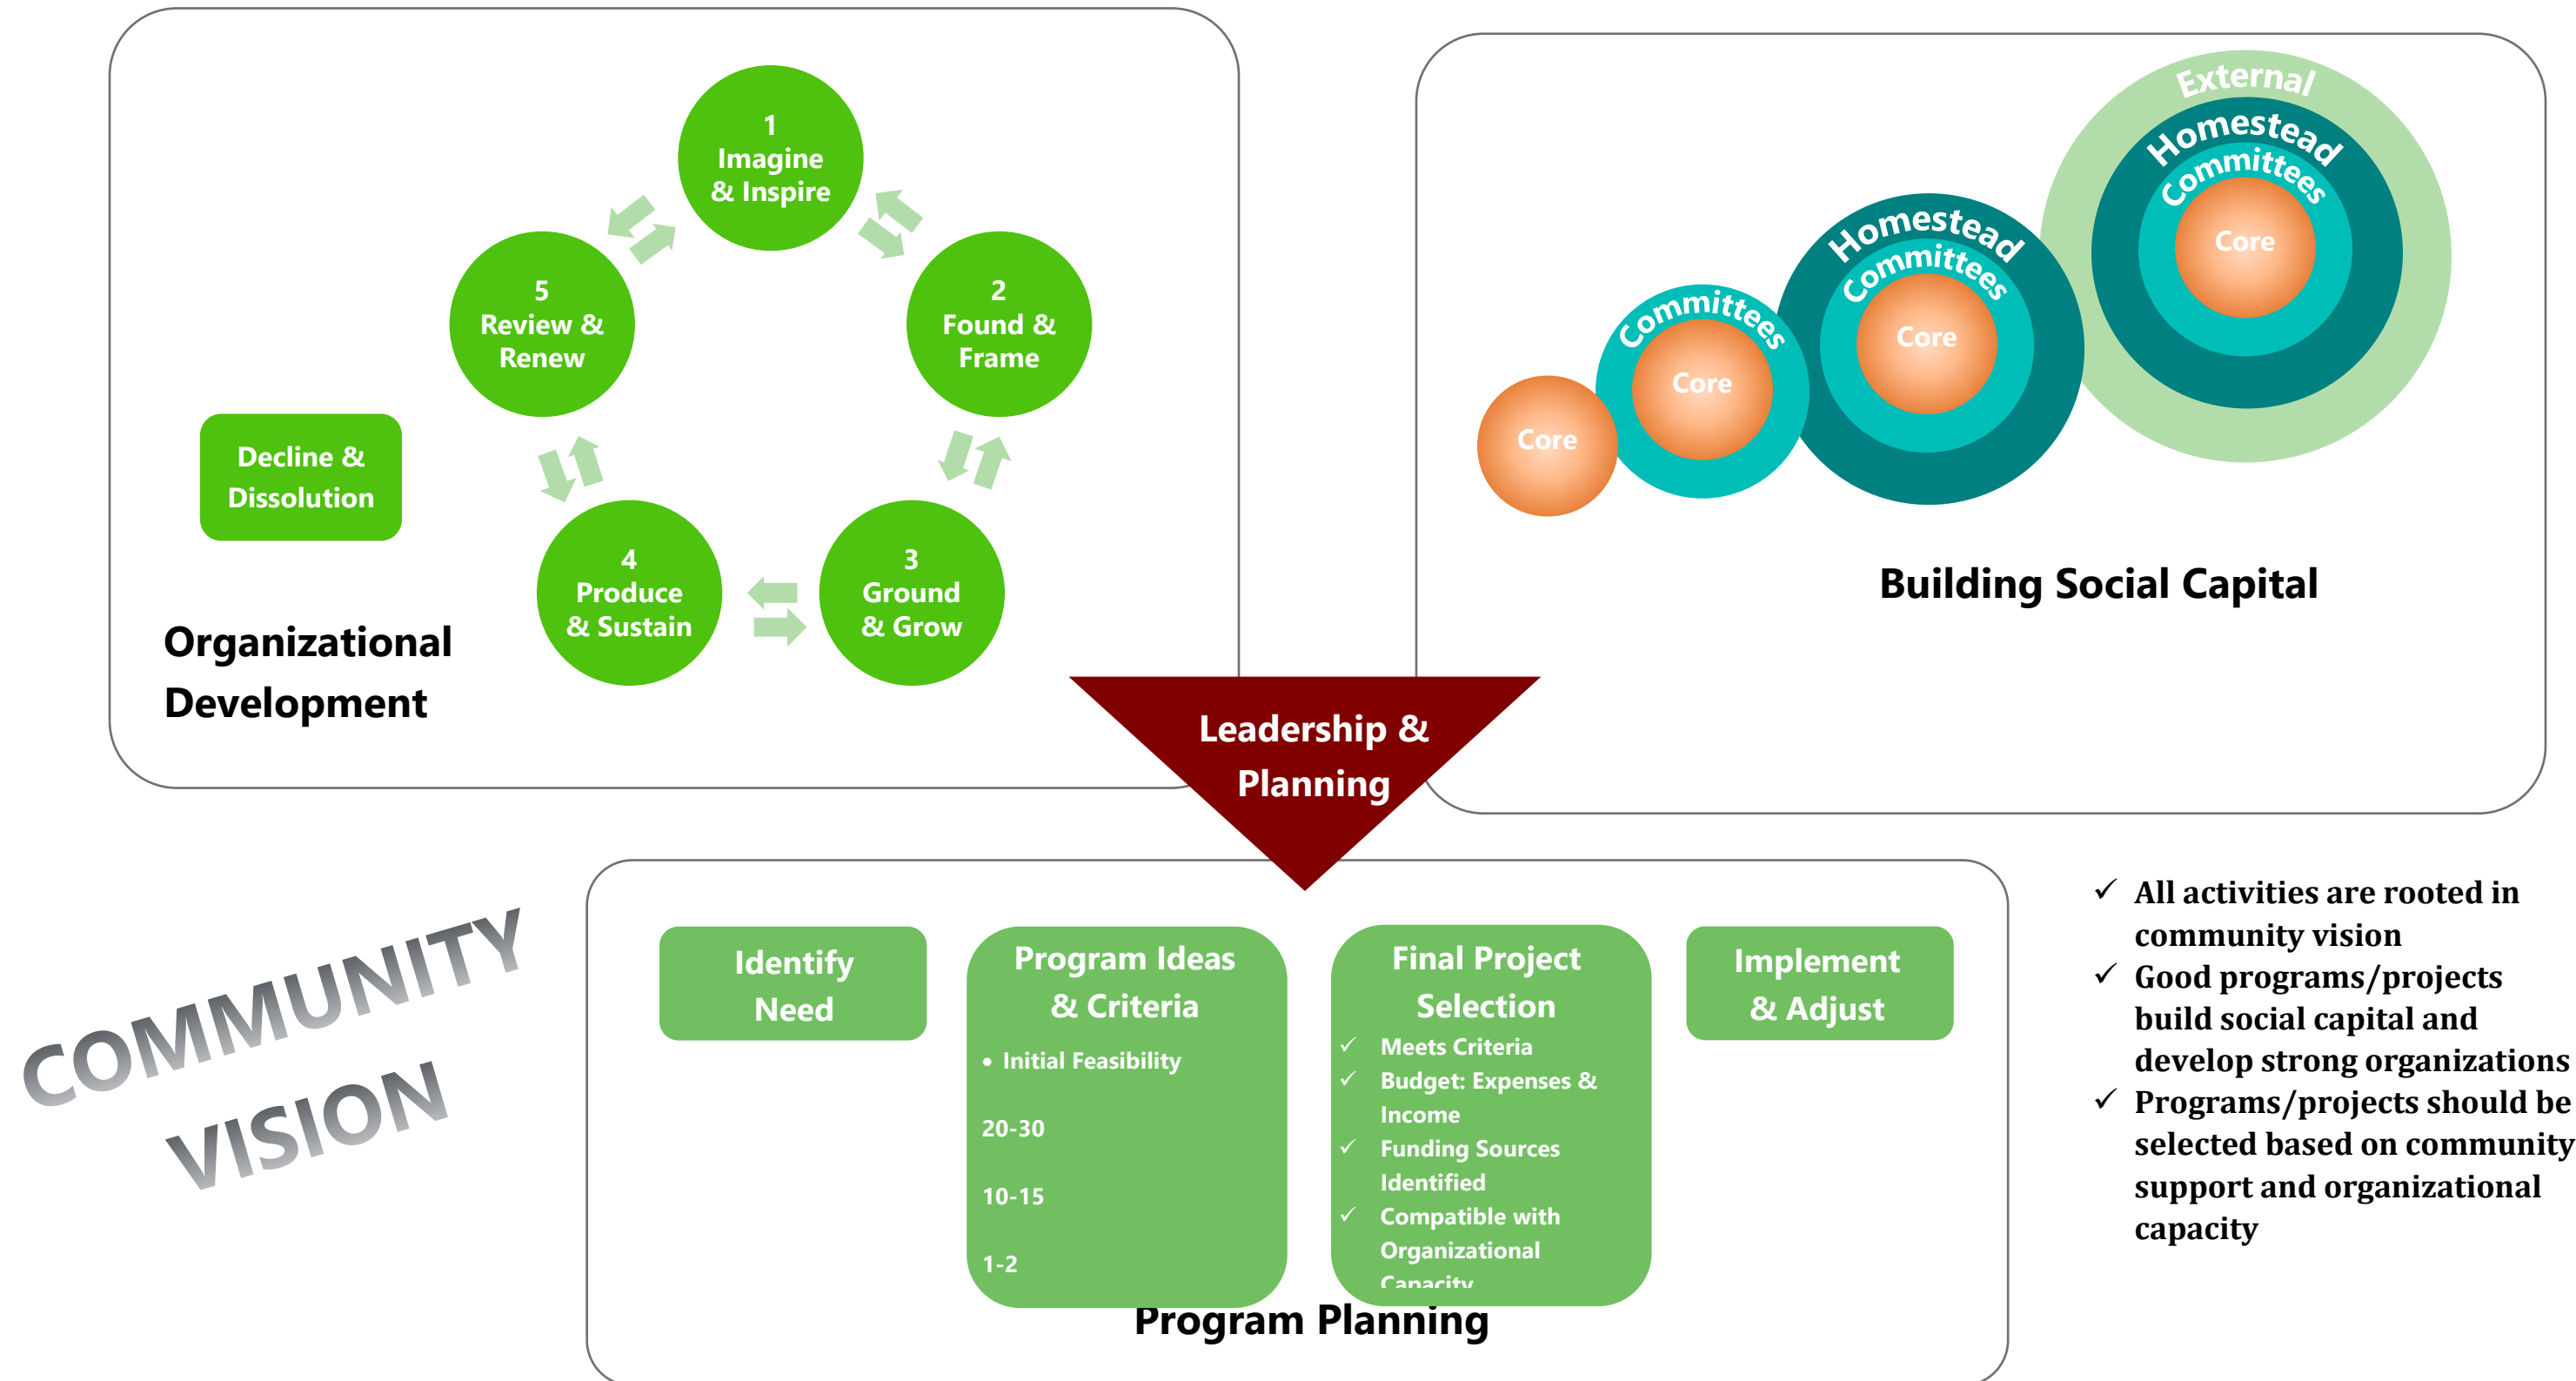 1
Imagine
& Inspire
2
Found &
Frame
3
Ground
& Grow
4
Produce
& Sustain
5
Review &
Renew
Decline &
Dissolution
Organizational
Development
External
Homestead
Committees
Core
Homestead
Committees
Core
Committees
Core
Core
Building Social Capital
Leadership &
Planning
COMMUNITY
VISION
Identify
Need
Program Ideas
& Criteria
• Initial Feasibility
20-30
10-15
1-2
Final Project
Selection
✓ Meets Criteria
✓ Budget: Expenses &
Income
✓ Funding Sources
Identified
✓ Compatible with
Organizational
Capacity
Implement
& Adjust
Program Planning
✓ All activities are rooted in
community vision
✓ Good programs/projects
build social capital and
develop strong organizations
✓ Programs/projects should be
selected based on community
support and organizational
capacity